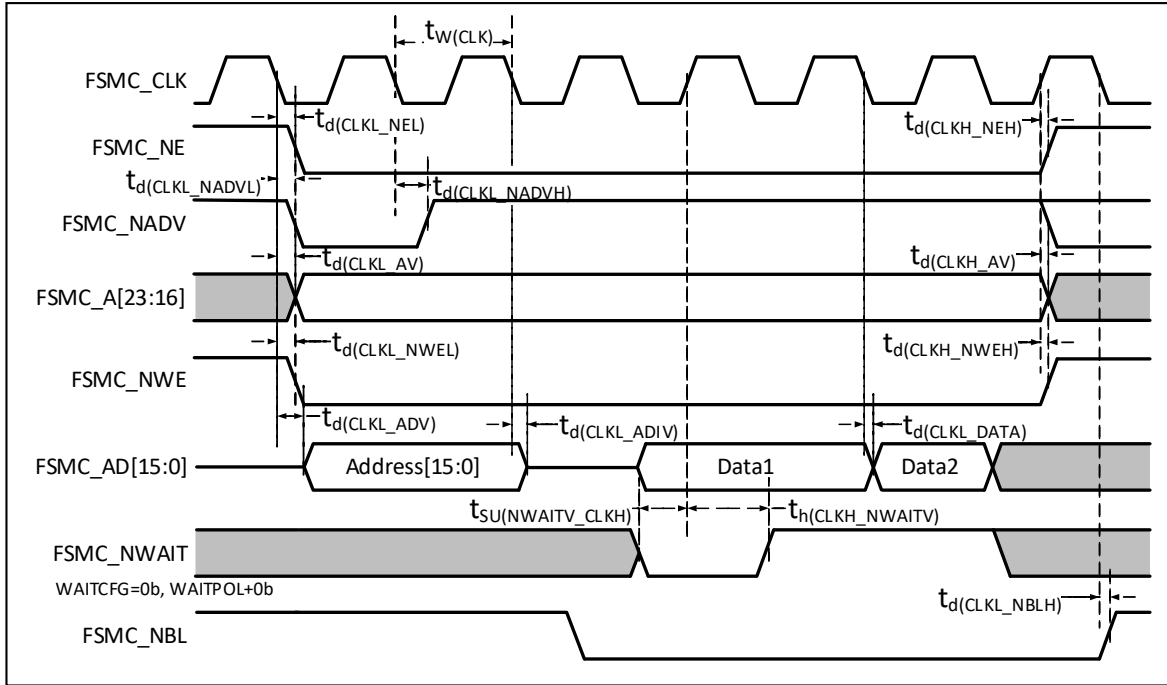 tW(CLK)
FSMC_CLK
td(CLKL_NEL)
td(CLKH_NEH)
FSMC_NE
td(CLKL_NADVL)
td(CLKL_NADVH)
FSMC_NADV
td(CLKL_AV)
td(CLKH_AV)
FSMC_A[23:16]
td(CLKL_NWEL)
td(CLKH_NWEH)
FSMC_NWE
td(CLKL_ADV)
td(CLKL_ADIV)
td(CLKL_DATA)
FSMC_AD[15:0]
Address[15:0]
Data1
Data2
tSU(NWAITV_CLKH)
th(CLKH_NWAITV)
FSMC_NWAIT
WAITCFG=0b, WAITPOL+0b
td(CLKL_NBLH)
FSMC_NBL